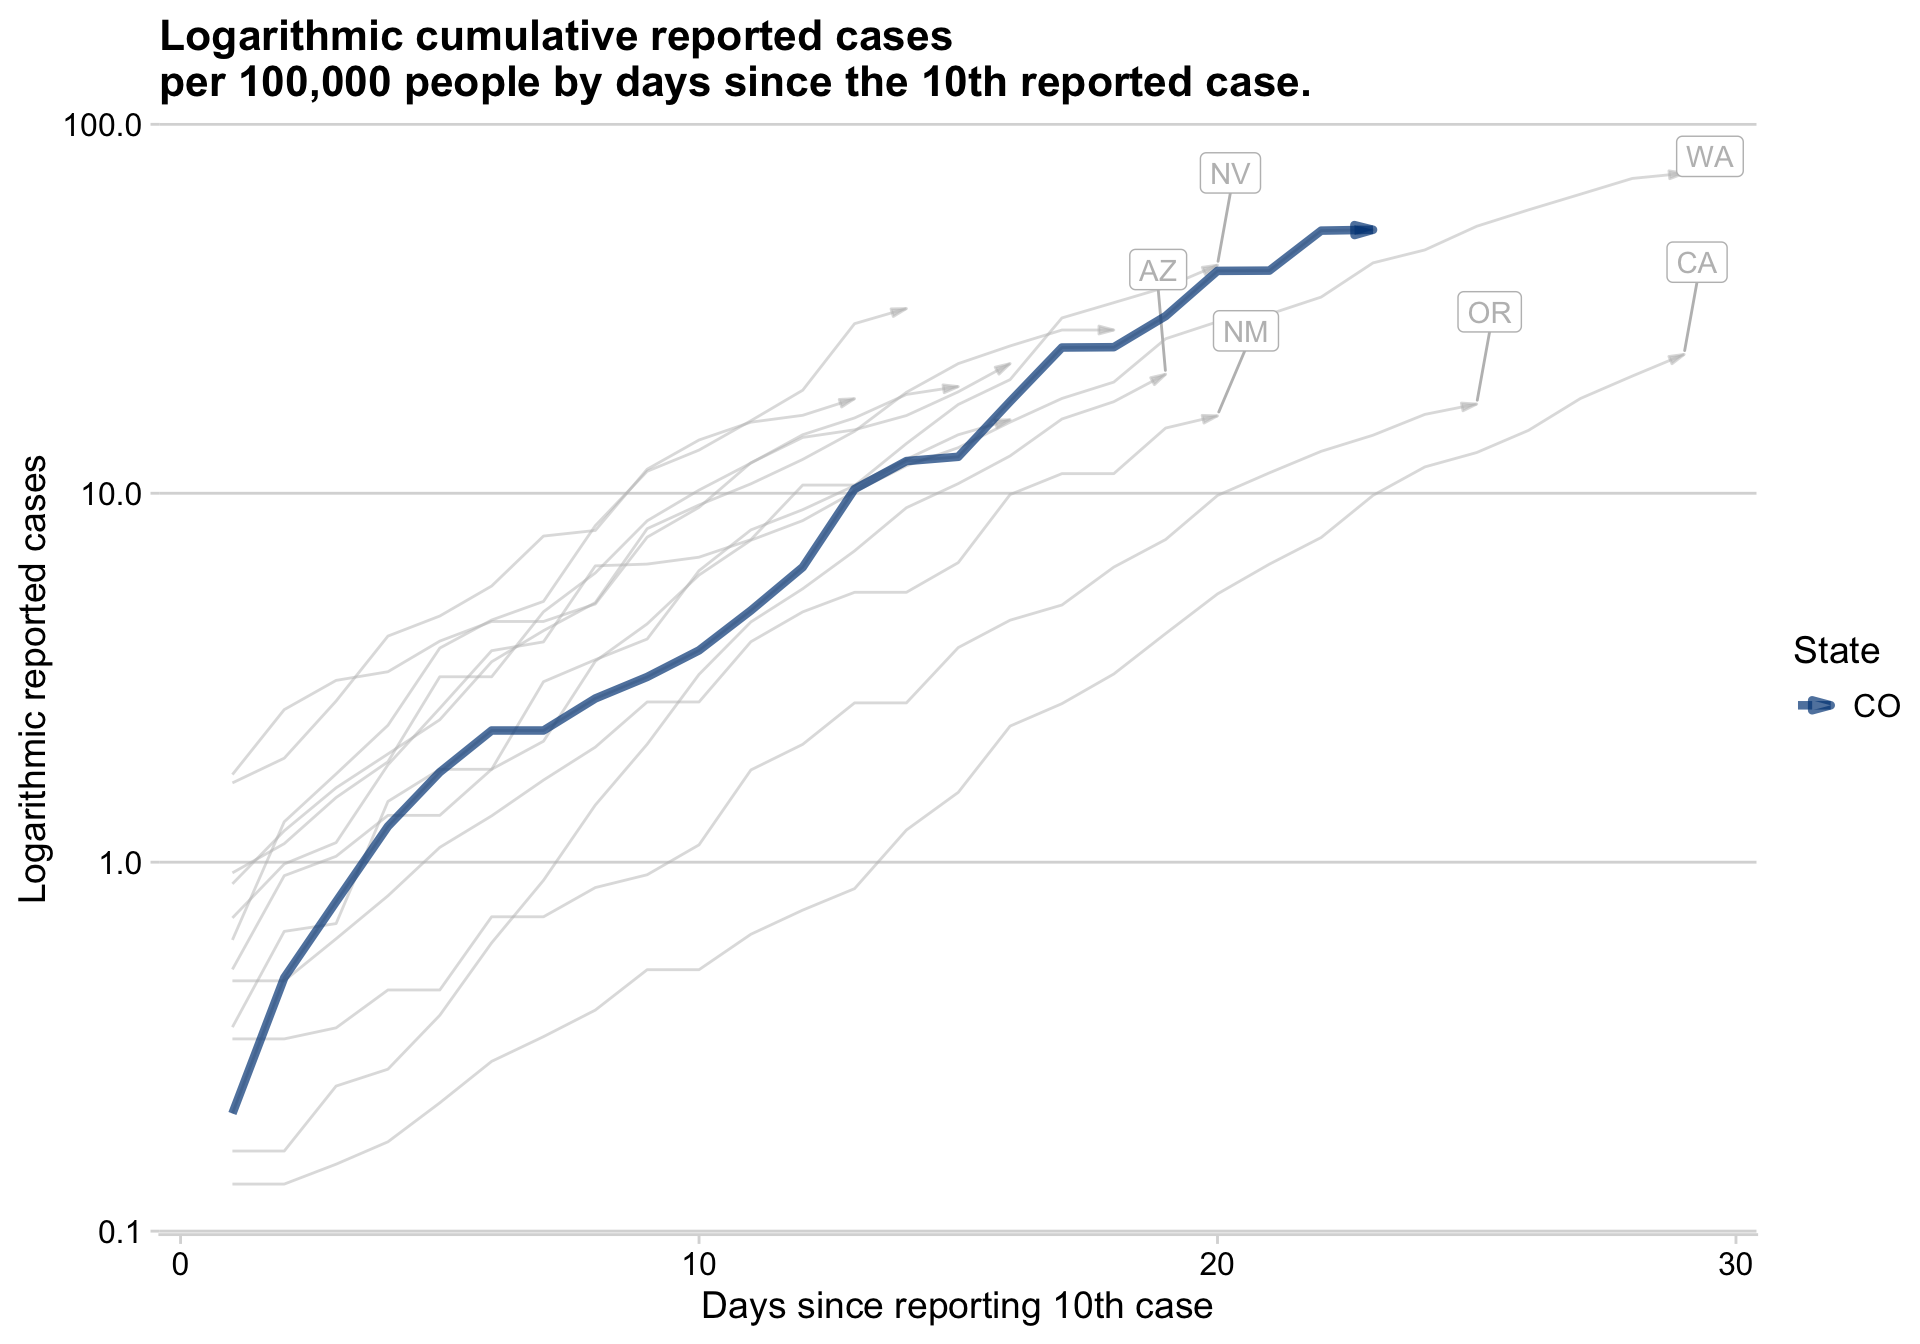 Logarithmic cumulative reported cases
per 100,000 people by days since the 10th reported case.
100.0
10.0
1.0
0.1
Logarithmic reported cases
NV
WA
AZ
CA
OR
NM
State
CO
0
10
20
30
Days since reporting 10th case